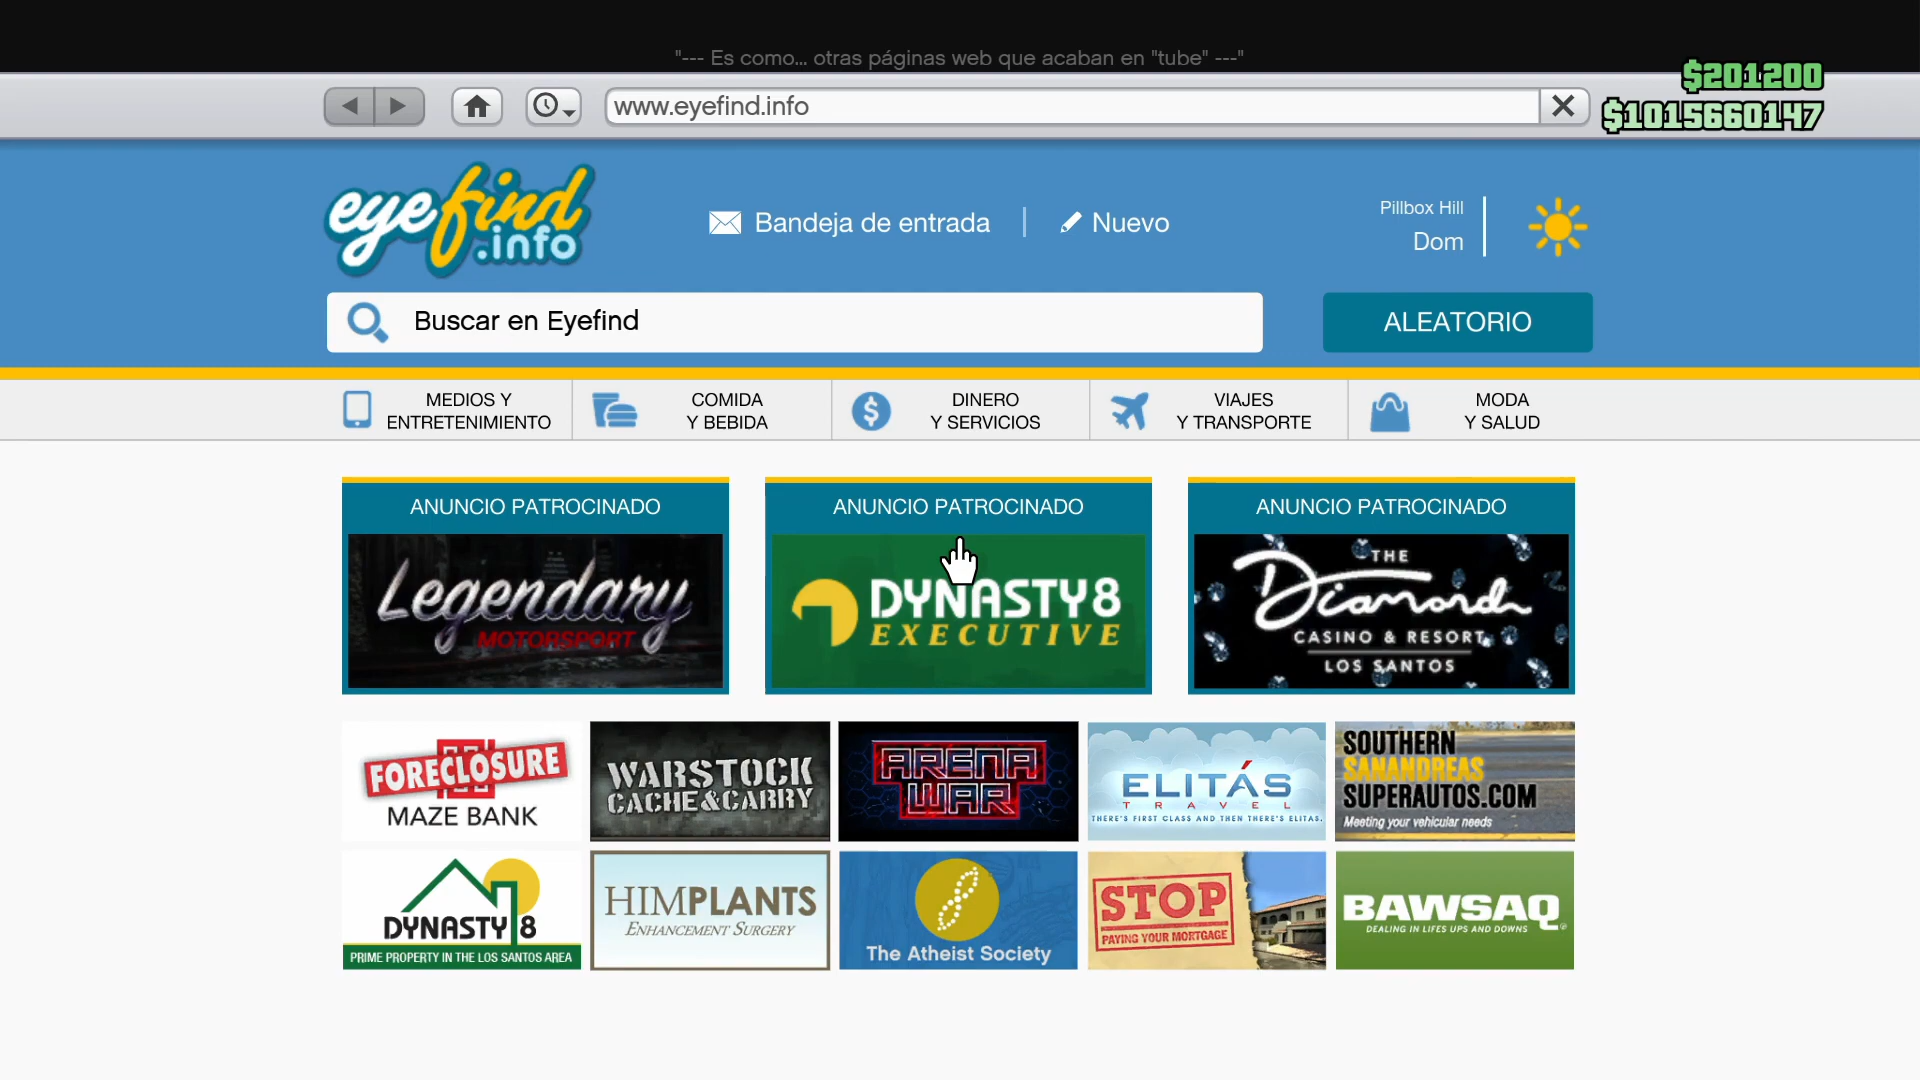 "--- Es como... otras páginas web que acaban en "tube" ---"
$201200
www.eyefind.info
$1015660147
eyefind
.info
Bandeja de entrada
Nuevo
Pillbox Hill
Dom
Buscar en Eyefind
ALEATORIO
MEDIOS Y
ENTRETENIMIENTO
COMIDA
Y BEBIDA
DINERO
Y SERVICIOS
VIAJES
Y TRANSPORTE
MODA
Y SALUD
ANUNCIO PATROCINADO
Legendary
MOTORSPORT
ANUNCIO PATROCINADO
DYNASTY8
EXECUTIVE
ANUNCIO PATROCINADO
THE
Diamond
CASINO & RESORT
LOS SANTOS
FORECLOSURE
MAZE BANK
WARSTOCK
CACHE&CARRY
ARENA
WAR
ELITÁS
TRAVEL
THERE'S FIRST CLASS AND THEN THERE'S ELITAS.
SOUTHERN
SANANDREAS
SUPERAUTOS.COM
Meeting your vehicular needs
DYNASTY 8
PRIME PROPERTY IN THE LOS SANTOS AREA
HIMPLANTS
ENHANCEMENT SURGERY
The Atheist Society
STOP
PAYING YOUR MORTGAGE
BAWSAQ
DEALING IN LIFES UPS AND DOWNS